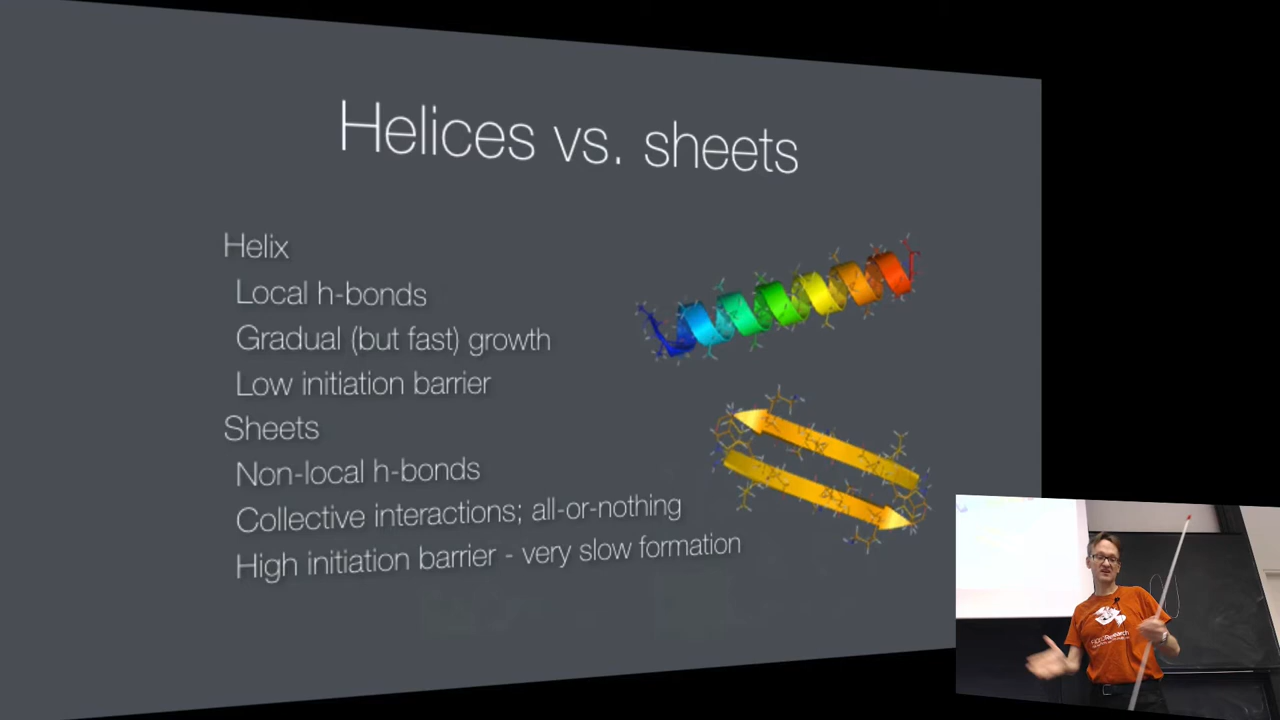 Helices vs. sheets
Helix
Local h-bonds
Gradual (but fast) growth
Low initiation barrier
Sheets
Non-local h-bonds
Collective interactions; all-or-nothing
High initiation barrier - very slow formation